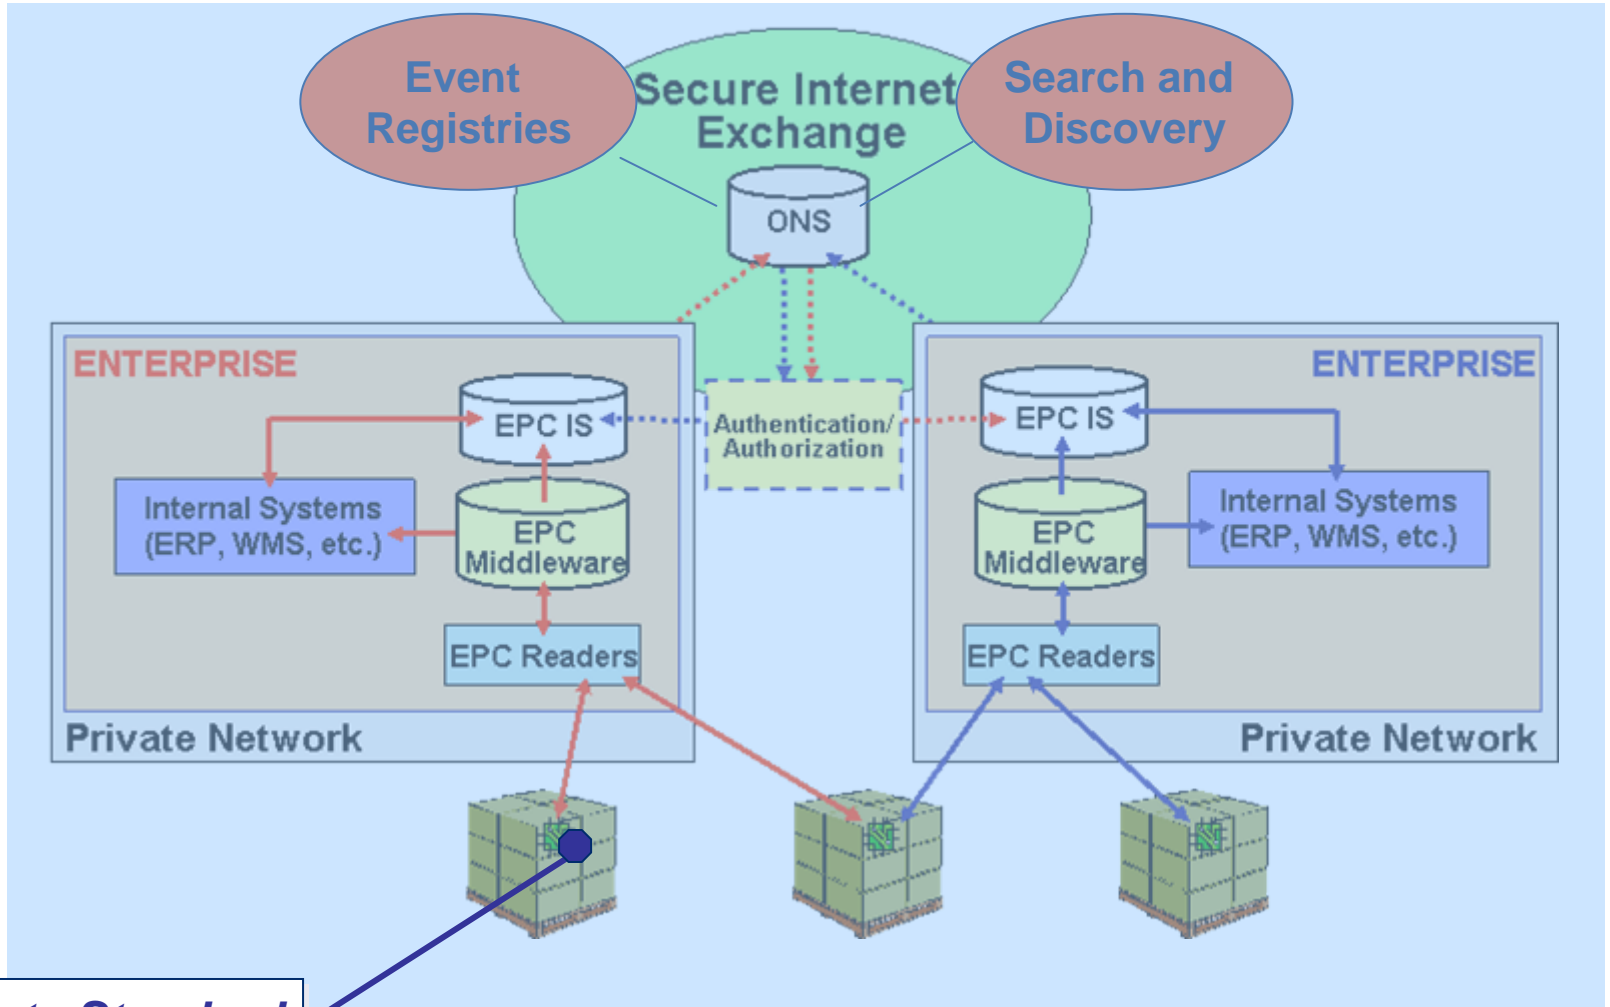 Event
Registries
Secure Internet
Exchange
Search and
Discovery
ONS
ENTERPRISE
EPC IS
Internal Systems
(ERP, WMS, etc.)
EPC
Middleware
EPC Readers
Private Network
Authentication/
Authorization
ENTERPRISE
EPC IS
Internal Systems
(ERP, WMS, etc.)
EPC
Middleware
EPC Readers
Private Network